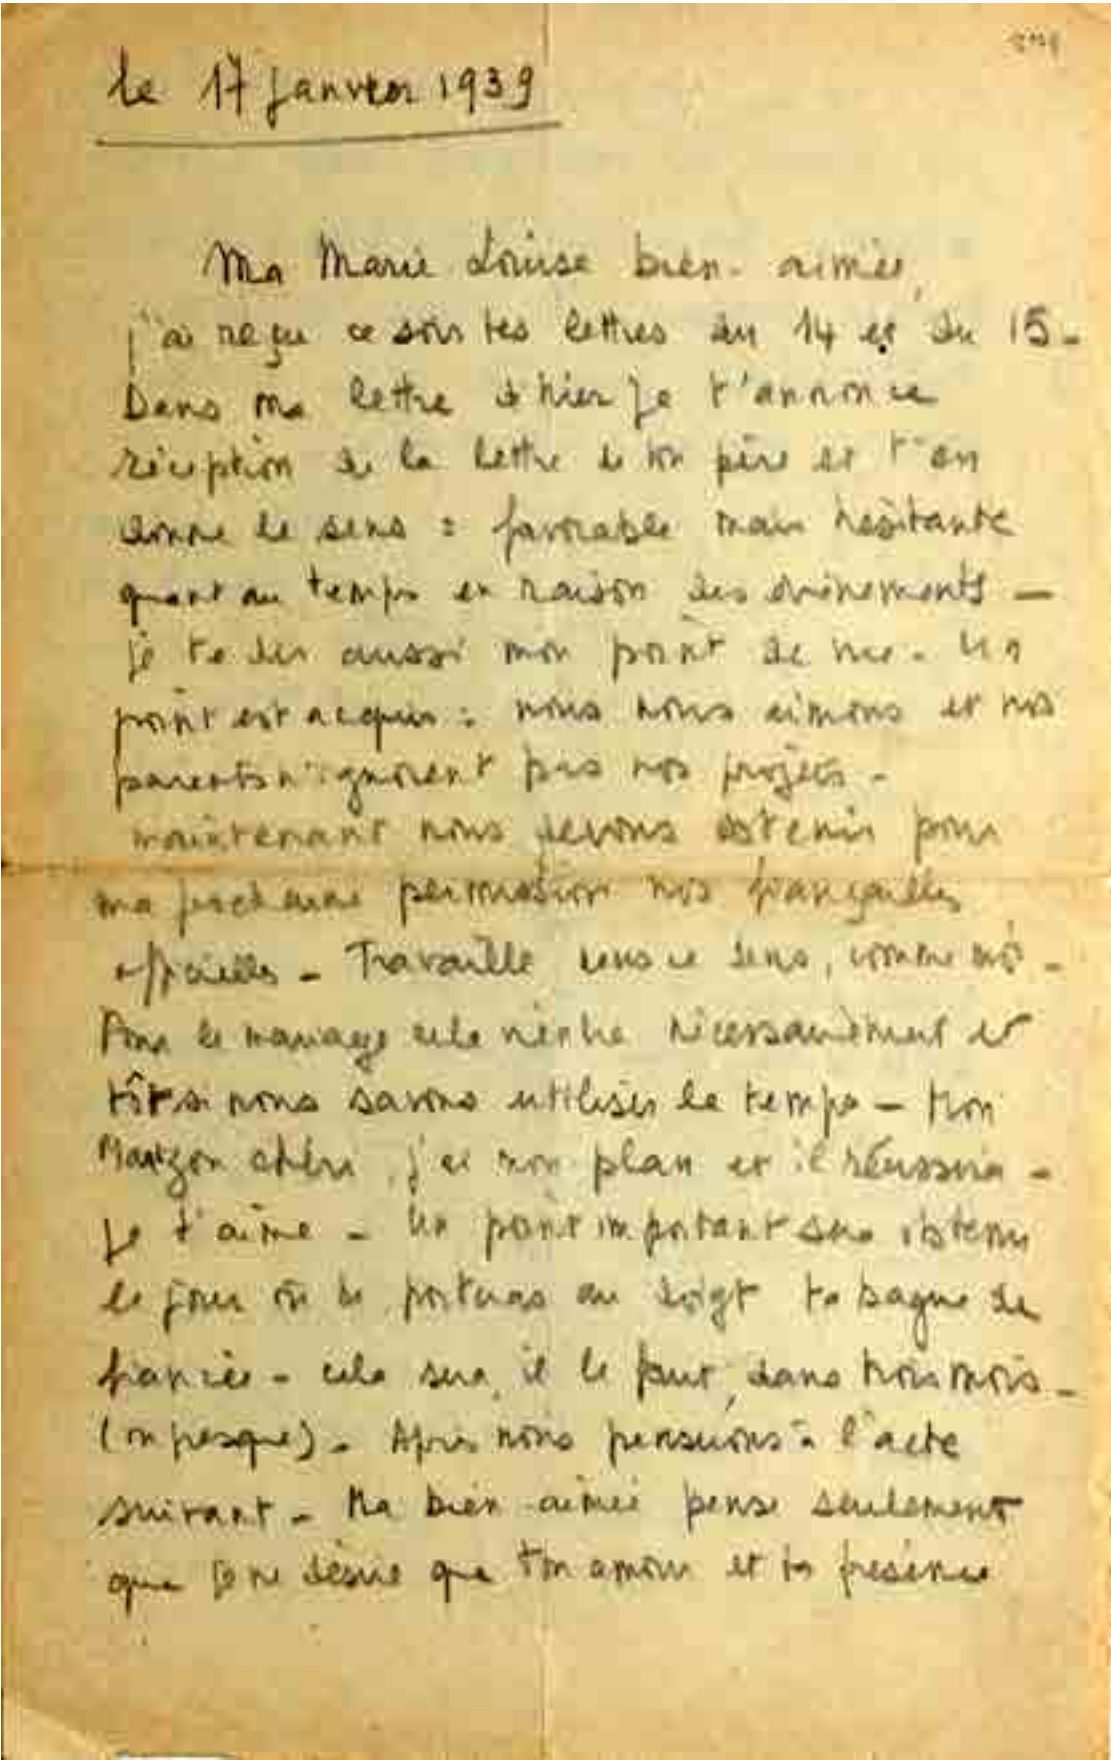 le 17 janvier 1939
Ma Marie Louise bien-aimée,
j'ai reçu ce soir tes lettres du 14 et du 15 -
Dans ma lettre d'hier je t'annonce
réception de la lettre de ton père et t'en
donne le sens : favorable mais hésitante
quant au temps en raison des événements —
je te dis aussi mon point de vue - Un
point est acquis : nous nous aimons et nos
parents n'ignorent pas nos projets -
maintenant nous devons obtenir pour
ma prochaine permission nos fiançailles
officielles - Travaille dans ce sens, comme moi -
Pour le mariage cela viendra nécessairement et
tôt si nous savons utiliser le temps — Mon
chéri, j'ai mon plan et il réussira -
Je t'aime - Un point important sera obtenu
le jour où tu porteras au doigt ta bague de
fiancée - cela sera, il le faut, dans trois mois -
(ou presque) - Après nous penserons à l'acte
suivant - Ma bien-aimée pense seulement
que je ne désire que ton amour et ta présence